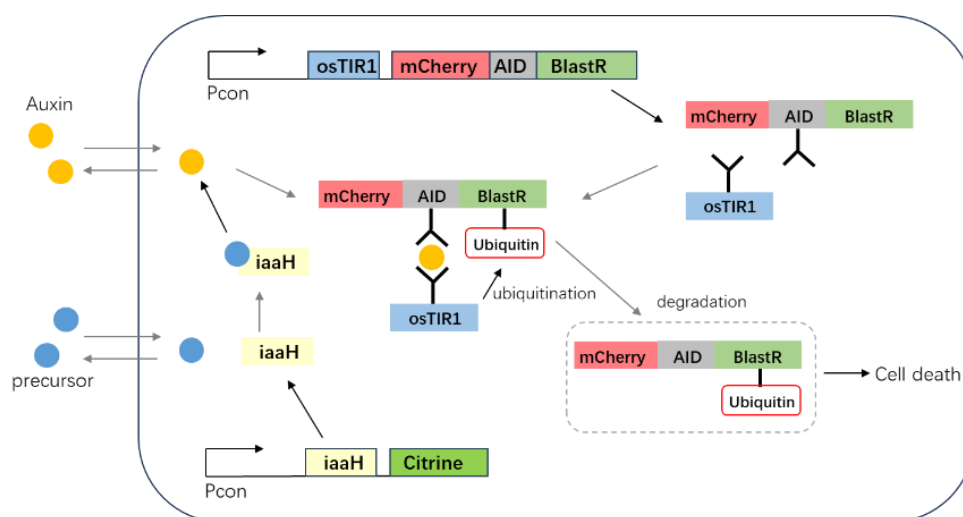 osTIR1 mCherry AID BlastR
Pcon
Auxin
mCherry AID BlastR
osTIR1
mCherry AID BlastR
Ubiquitin
ubiquitination
osTIR1
iaaH
degradation
iaaH
precursor
mCherry AID BlastR
Ubiquitin
Cell death
iaaH Citrine
Pcon